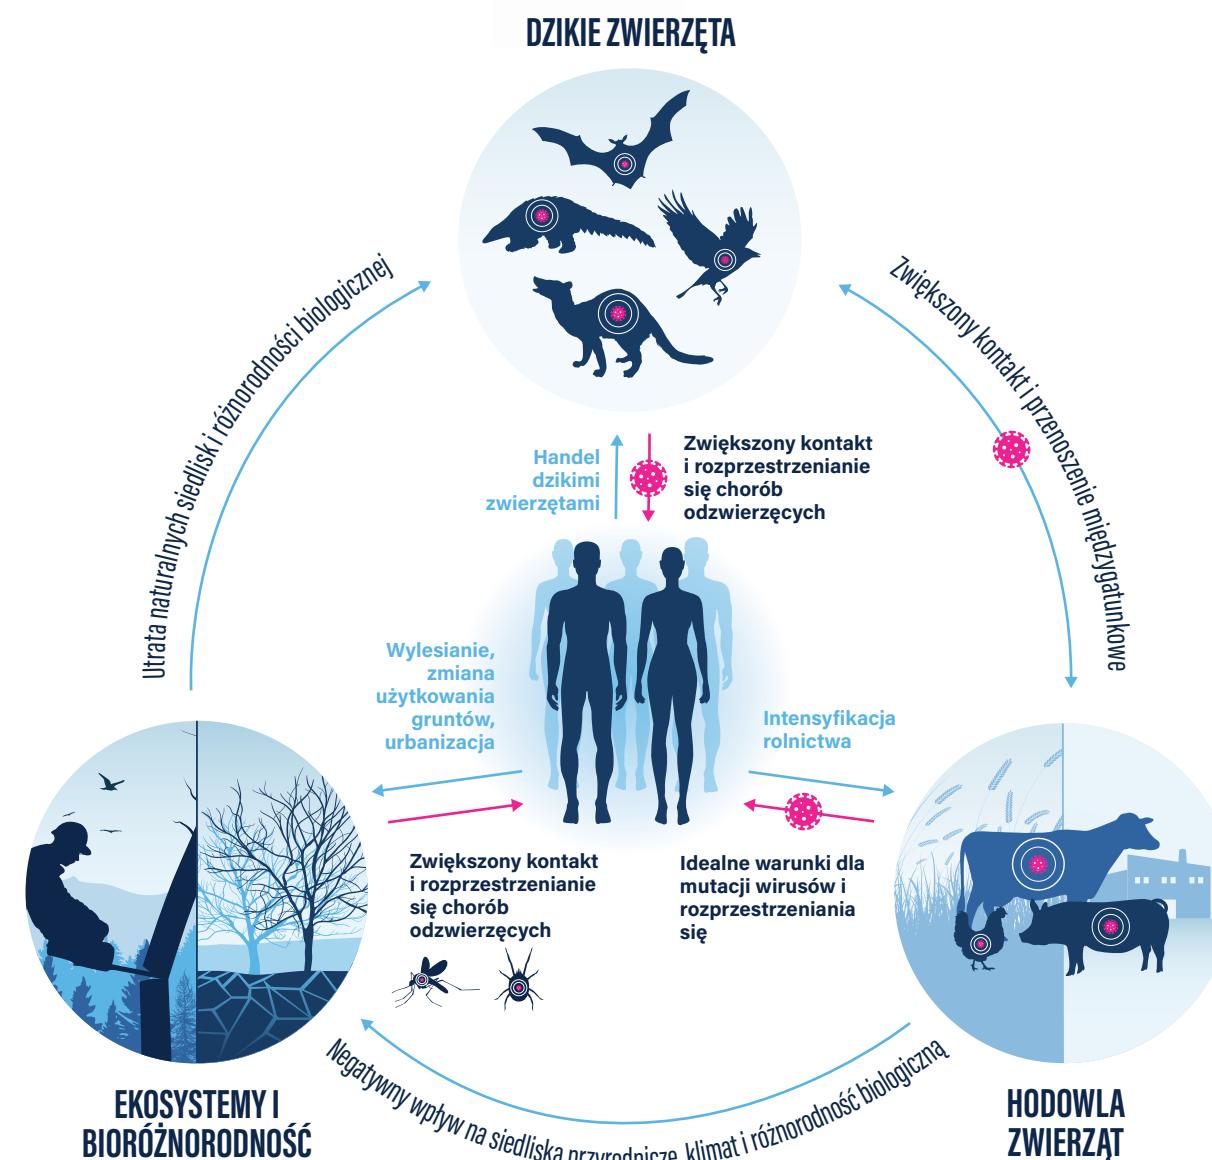 DZIKIE ZWIERZĘTA
Utrata naturalnych siedlisk i różnorodności biologicznej
Zwiększony kontakt i przenoszenie międzygatunkowe
Handel
dzikimi
zwierzętami
Zwiększony kontakt
i rozprzestrzenianie
się chorób
odzwierzęcych
Wylesianie,
zmiana
użytkowania
gruntów,
urbanizacja
Intensyfikacja
rolnictwa
Zwiększony kontakt
i rozprzestrzenianie
się chorób
odzwierzęcych
Idealne warunki dla
mutacji wirusów i
rozprzestrzeniania
się
Negatywny wpływ na siedliska przyrodnicze, klimat i różnorodność biologiczną
EKOSYSTEMY I
BIORÓŻNORODNOŚĆ
HODOWLA
ZWIERZĄT